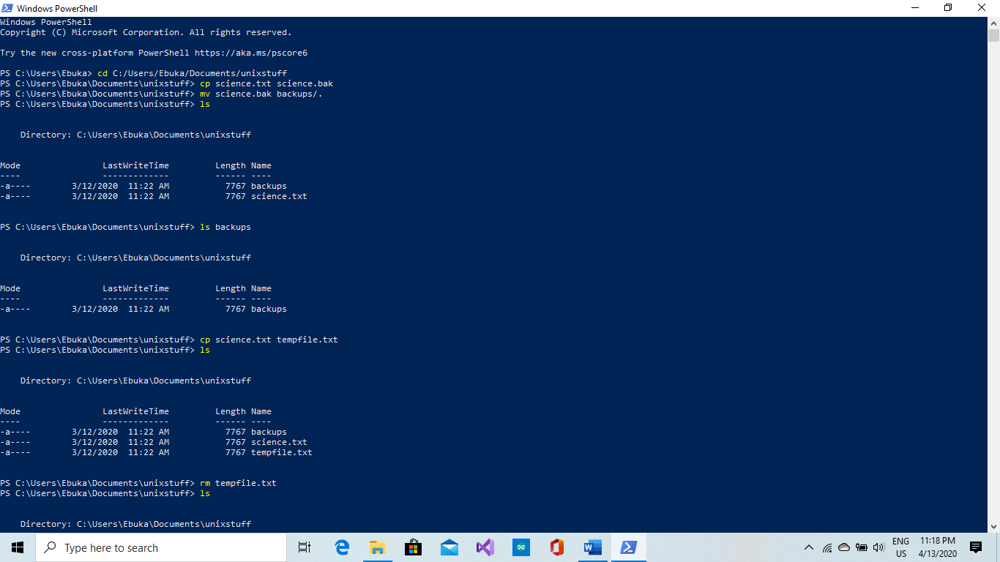 Windows PowerShell
Windows PowerShell
Copyright (C) Microsoft Corporation. All rights reserved.
Try the new cross-platform PowerShell https://aka.ms/pscore6
PS C:\Users\Ebuka> cd C:/Users/Ebuka/Documents/unixstuff
PS C:\Users\Ebuka\Documents\unixstuff> cp science.txt science.bak
PS C:\Users\Ebuka\Documents\unixstuff> mv science.bak backups/.
PS C:\Users\Ebuka\Documents\unixstuff> ls
    Directory: C:\Users\Ebuka\Documents\unixstuff
Mode                LastWriteTime         Length Name
----                -------------         ------ ----
-a----        3/12/2020  11:22 AM           7767 backups
-a----        3/12/2020  11:22 AM           7767 science.txt
PS C:\Users\Ebuka\Documents\unixstuff> ls backups
    Directory: C:\Users\Ebuka\Documents\unixstuff
Mode                LastWriteTime         Length Name
----                -------------         ------ ----
-a----        3/12/2020  11:22 AM           7767 backups
PS C:\Users\Ebuka\Documents\unixstuff> cp science.txt tempfile.txt
PS C:\Users\Ebuka\Documents\unixstuff> ls
    Directory: C:\Users\Ebuka\Documents\unixstuff
Mode                LastWriteTime         Length Name
----                -------------         ------ ----
-a----        3/12/2020  11:22 AM           7767 backups
-a----        3/12/2020  11:22 AM           7767 science.txt
-a----        3/12/2020  11:22 AM           7767 tempfile.txt
PS C:\Users\Ebuka\Documents\unixstuff> rm tempfile.txt
PS C:\Users\Ebuka\Documents\unixstuff> ls
    Directory: C:\Users\Ebuka\Documents\unixstuff
Type here to search
ENG 11:18 PM
US 4/13/2020